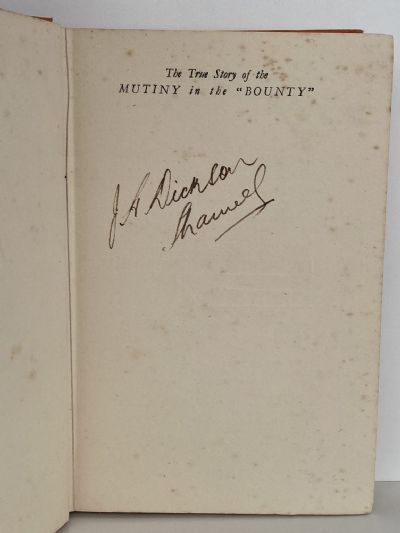 The True Story of the
MUTINY in the "BOUNTY"
J A Dickson